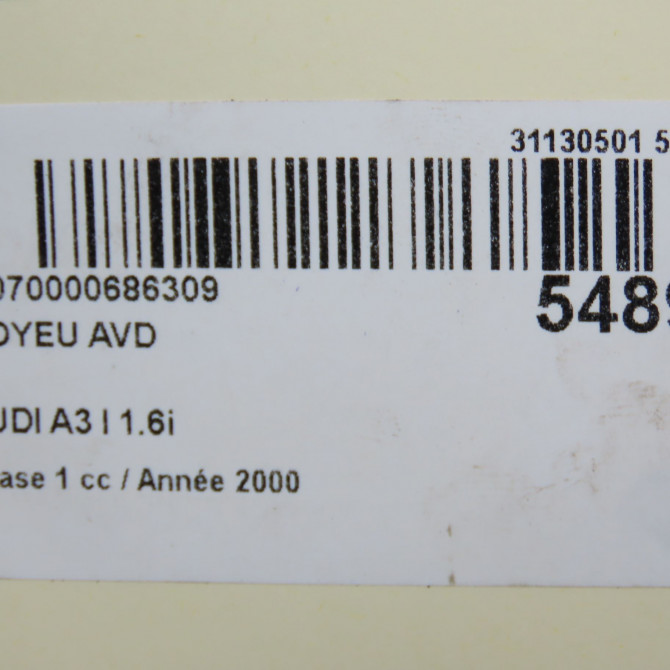 31130501 5
070000686309
5489
OYEU AVD
UDI A3 I 1.6i
ase 1 cc / Année 2000